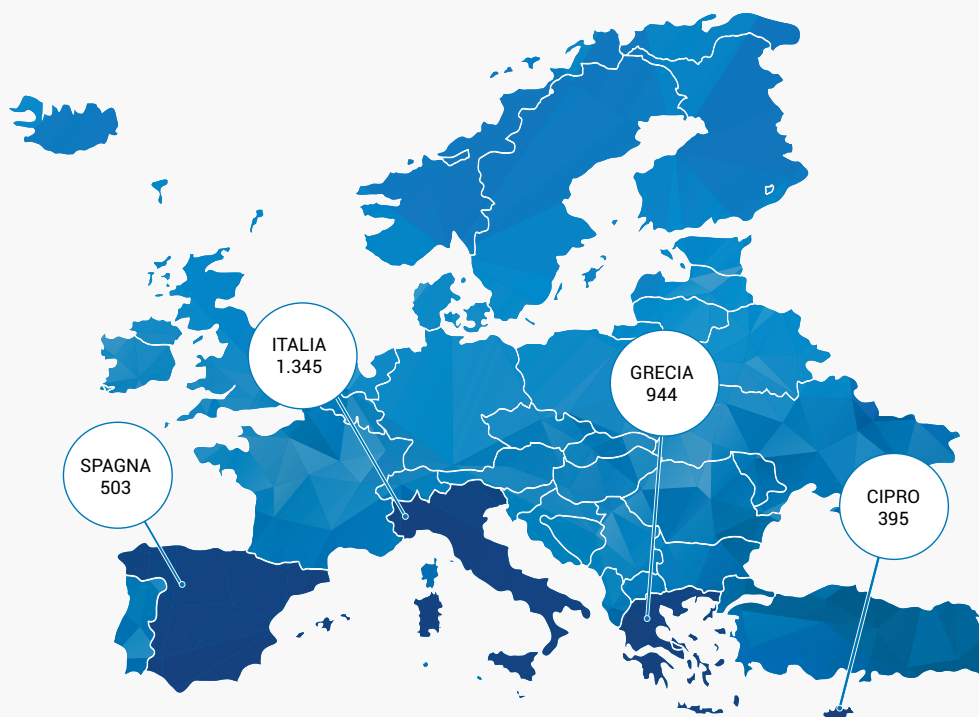 ITALIA
1.345
GRECIA
944
SPAGNA
503
CIPRO
395